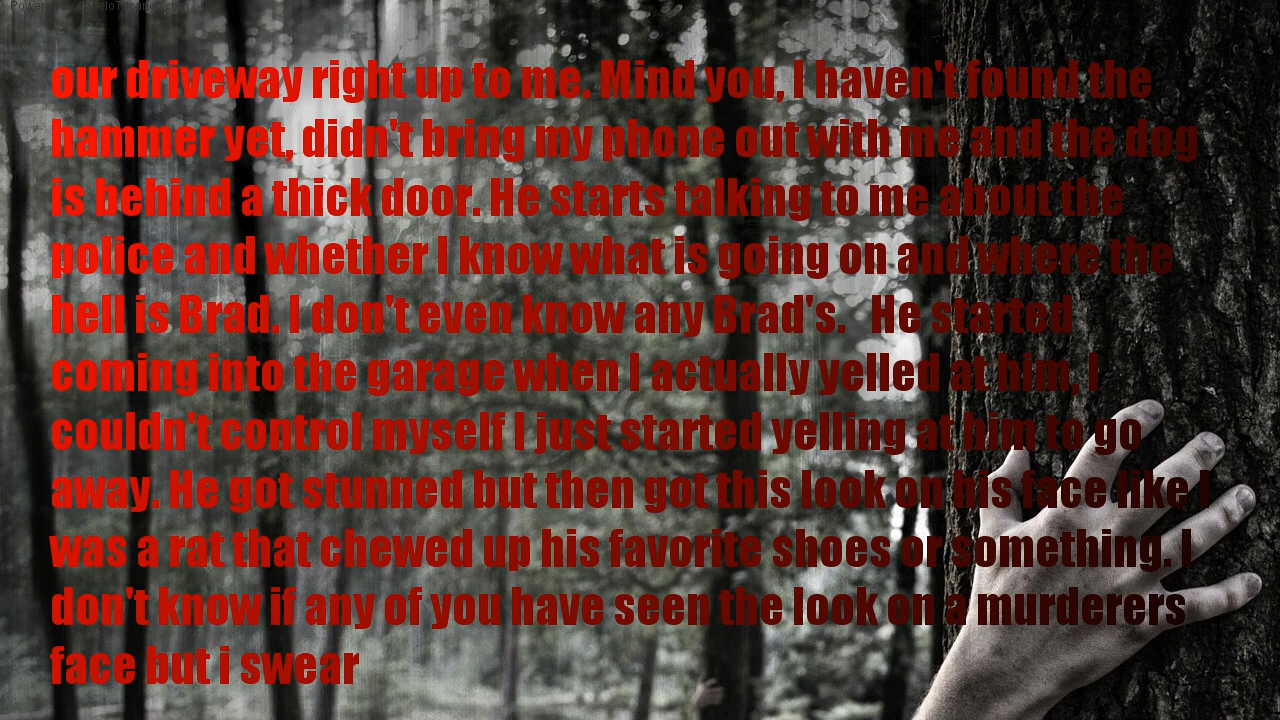 our driveway right up to me. Mind you, I haven't found the
hammer yet, didn't bring my phone out with me and the dog
is behind a thick door. He starts talking to me about the
police and whether I know what is going on and where the
hell is Brad. I don't even know any Brad's.   He started
coming into the garage when I actually yelled at him, I
couldn't control myself I just started yelling at him to go
away. He got stunned but then got this look on his face like I
was a rat that chewed up his favorite shoes or something. I
don't know if any of you have seen the look on a murderers
face but i swear